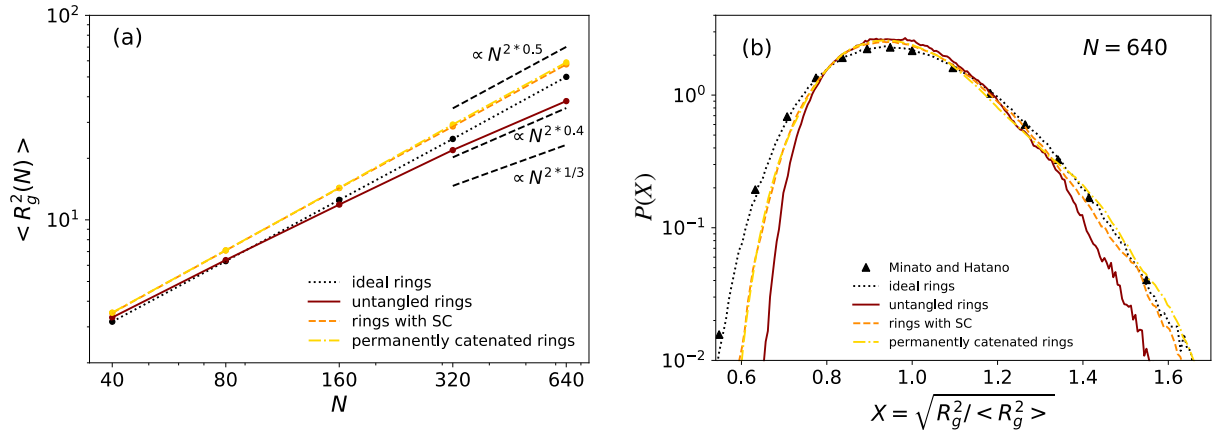 (a)
10²
10¹
< R_g²(N) >
∝ N^{2*0.5}
∝ N^{2*0.4}
∝ N^{2*1/3}
ideal rings
untangled rings
rings with SC
permanently catenated rings
40 80 160 320 640
N
(b)
N = 640
10⁰
10⁻¹
10⁻²
P(X)
Minato and Hatano
ideal rings
untangled rings
rings with SC
permanently catenated rings
0.6 0.8 1.0 1.2 1.4 1.6
X = √(R_g²/ < R_g² >)